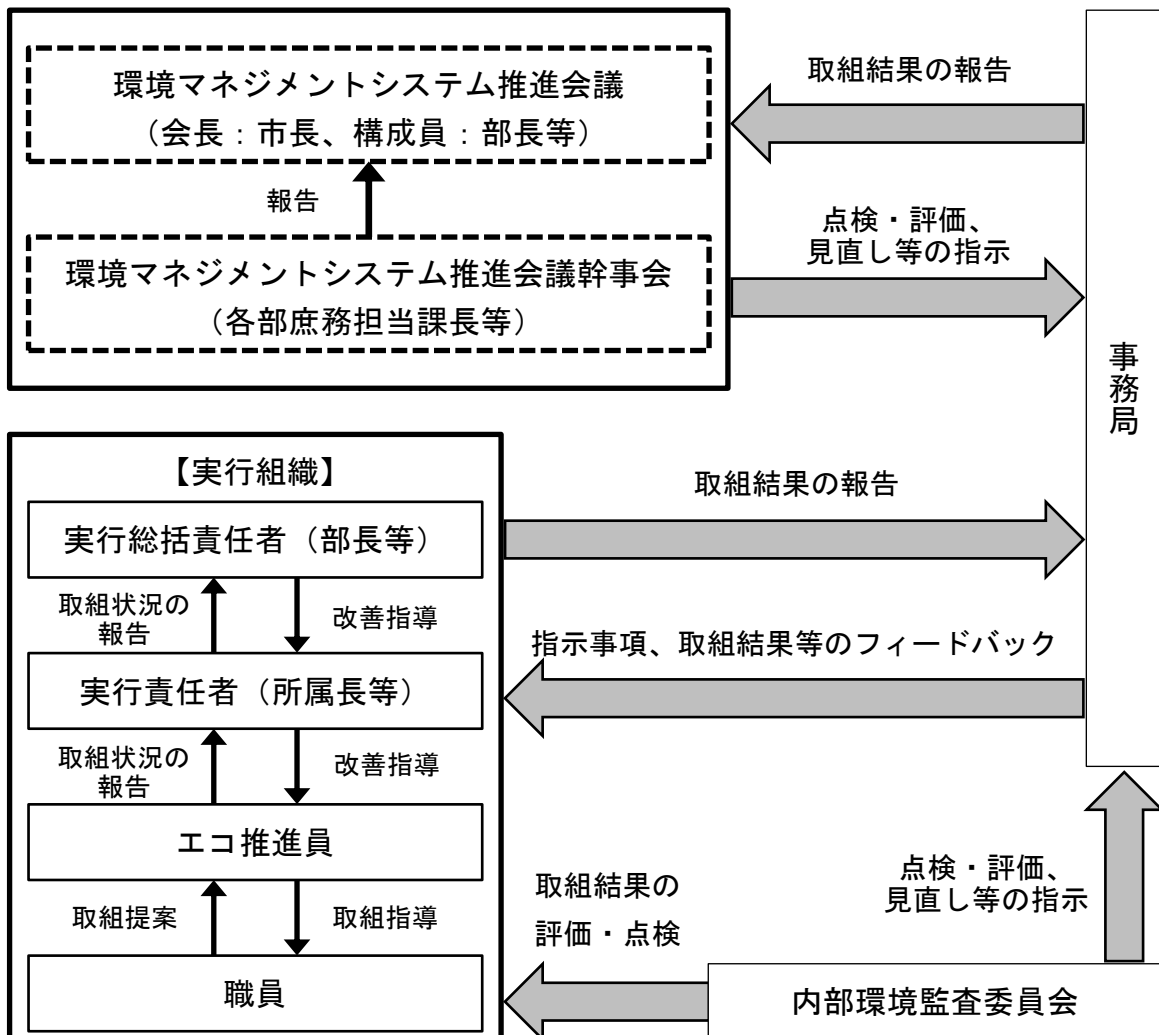 環境マネジメントシステム推進会議
（会長：市長、構成員：部長等）
報告
環境マネジメントシステム推進会議幹事会
（各部庶務担当課長等）
取組結果の報告
点検・評価、
見直し等の指示
事務局
【実行組織】
実行総括責任者（部長等）
取組状況の
報告
改善指導
実行責任者（所属長等）
取組状況の
報告
改善指導
エコ推進員
取組提案
取組指導
職員
取組結果の報告
指示事項、取組結果等のフィードバック
取組結果の
評価・点検
点検・評価、
見直し等の指示
内部環境監査委員会